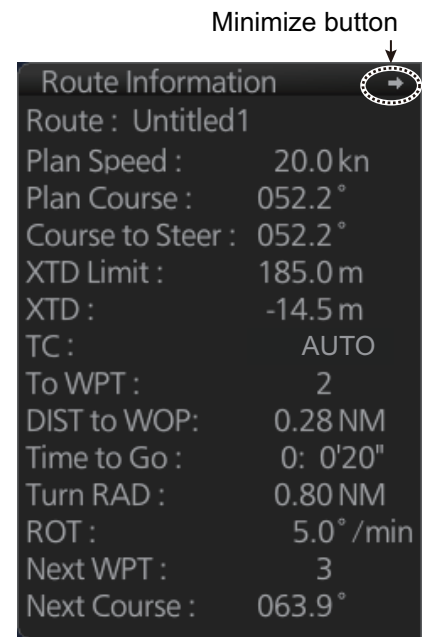 Minimize button
Route Information
Route : Untitled1
Plan Speed : 20.0 kn
Plan Course : 052.2°
Course to Steer : 052.2°
XTD Limit : 185.0 m
XTD : -14.5 m
TC : AUTO
To WPT : 2
DIST to WOP: 0.28 NM
Time to Go : 0: 0'20"
Turn RAD : 0.80 NM
ROT : 5.0°/min
Next WPT : 3
Next Course : 063.9°